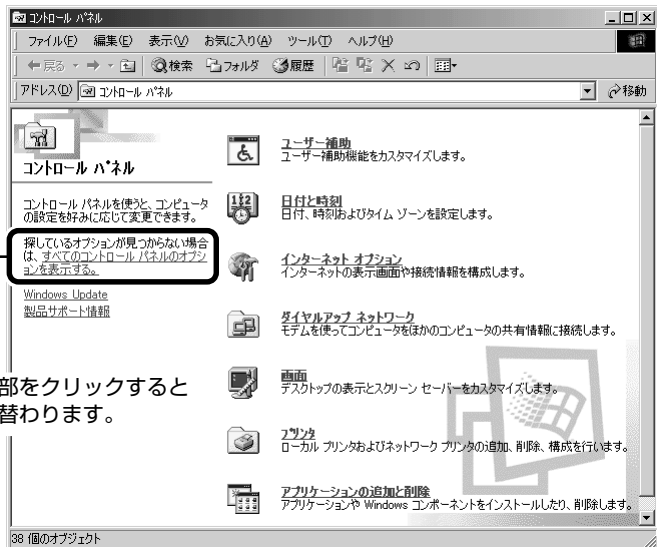 コントロール パネル
ファイル(F) 編集(E) 表示(V) お気に入り(A) ツール(T) ヘルプ(H)
戻る 検索 フォルダ 履歴
アドレス(D) コントロール パネル 移動
コントロール パネル
コントロール パネルを使うと、コンピュータ
の設定を好みに応じて変更できます。
探しているオプションが見つからない場合
は、すべてのコントロール パネルのオプシ
ョンを表示する。
Windows Update
製品サポート情報
部をクリックすると
替わります。
ユーザー補助
ユーザー補助機能をカスタマイズします。
日付と時刻
日付、時刻およびタイム ゾーンを設定します。
インターネット オプション
インターネットの表示画面や接続情報を構成します。
ダイヤルアップ ネットワーク
モデムを使ってコンピュータをほかのコンピュータの共有情報に接続します。
画面
デスクトップの表示とスクリーン セーバーをカスタマイズします。
プリンタ
ローカル プリンタおよびネットワーク プリンタの追加、削除、構成を行います。
アプリケーションの追加と削除
アプリケーションや Windows コンポーネントをインストールしたり、削除します。
38 個のオブジェクト